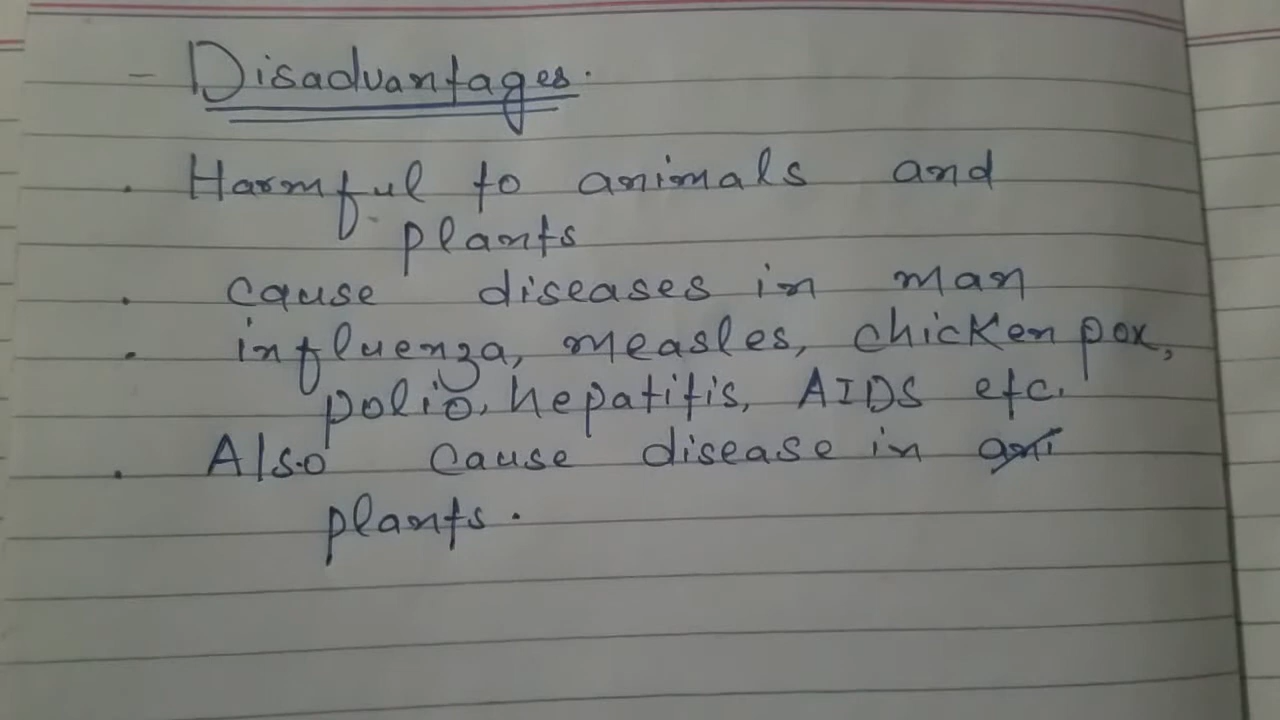 - Disadvantages.
. Harmful to animals and
plants
. cause diseases in man
. influenza, measles, chicken pox,
polio, hepatitis, AIDS etc.
. Also cause disease in ani
plants.